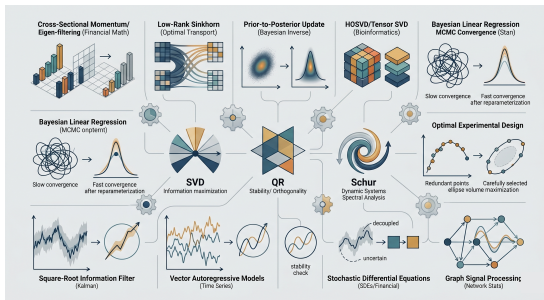 Cross-Sectional Momentum/
Eigen-filtering (Financial Math)
Low-Rank Sinkhorn
(Optimal Transport)
Prior-to-Posterior Update
(Bayesian Inverse)
HOSVD/Tensor SVD
(Bioinformatics)
Bayesian Linear Regression
MCMC Convergence (Stan)
Slow convergence
Fast convergence
after reparameterization
Bayesian Linear Regression
(MCMC onpternt)
Slow convergence
Fast convergence
after reparameterization
SVD
Information maximization
QR
Stability/ Orthogonality
Schur
Dynamic Systems
Spectral Analysis
Optimal Experimental Design
Redundant points
Carefully selected
ellipse volume maximization
Square-Root Information Filter
(Kalman)
Vector Autoregressive Models
(Time Series)
stability
check
decoupled
uncertain
Stochastic Differential Equations
(SDEs/Financial)
Graph Signal Processing
(Network Stats)